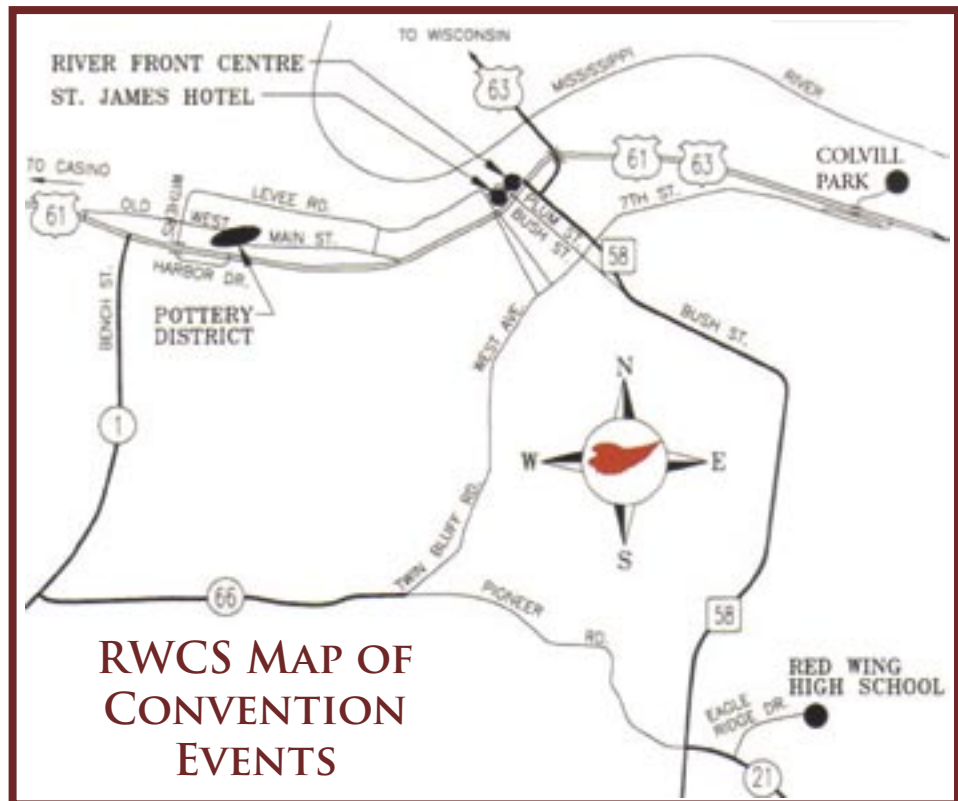 TO WISCONSIN
RIVER FRONT CENTRE
ST. JAMES HOTEL
63
MISSISSIPPI
RIVER
TO CASINO
61
OLD
WEST
MAIN ST.
WITHERS
LEVEE RD.
HARBOR DR.
POTTERY
DISTRICT
BENCH ST.
PLUM ST.
BUSH ST
61
63
7TH ST.
COLVILL
PARK
58
BUSH ST.
WEST AVE.
N
W
E
S
1
TWIN BLUFF RD.
66
PIONEER
RD.
58
RED WING
HIGH SCHOOL
EAGLE
RIDGE DR.
21
RWCS MAP OF
CONVENTION
EVENTS